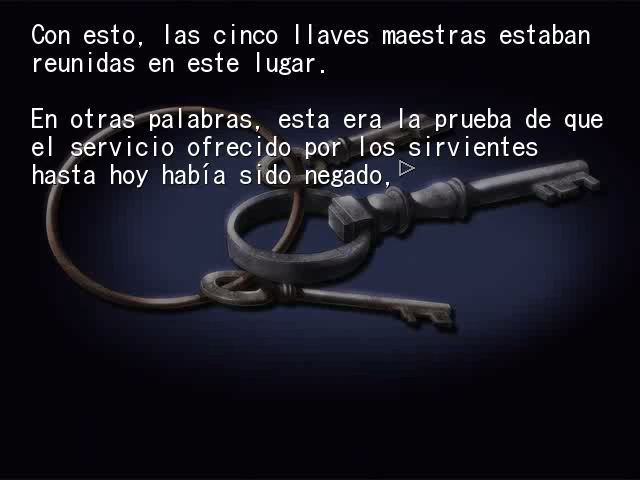 Con esto, las cinco llaves maestras estaban
reunidas en este lugar.
En otras palabras, esta era la prueba de que
el servicio ofrecido por los sirvientes
hasta hoy había sido negado,